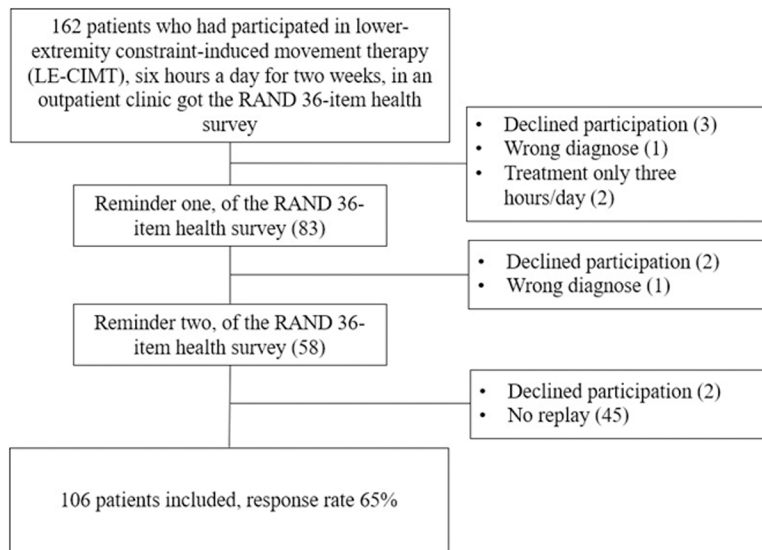 162 patients who had participated in lower-
extremity constraint-induced movement therapy
(LE-CIMT), six hours a day for two weeks, in an
outpatient clinic got the RAND 36-item health
survey
• Declined participation (3)
• Wrong diagnose (1)
• Treatment only three
hours/day (2)
Reminder one, of the RAND 36-
item health survey (83)
• Declined participation (2)
• Wrong diagnose (1)
Reminder two, of the RAND 36-
item health survey (58)
• Declined participation (2)
• No replay (45)
106 patients included, response rate 65%